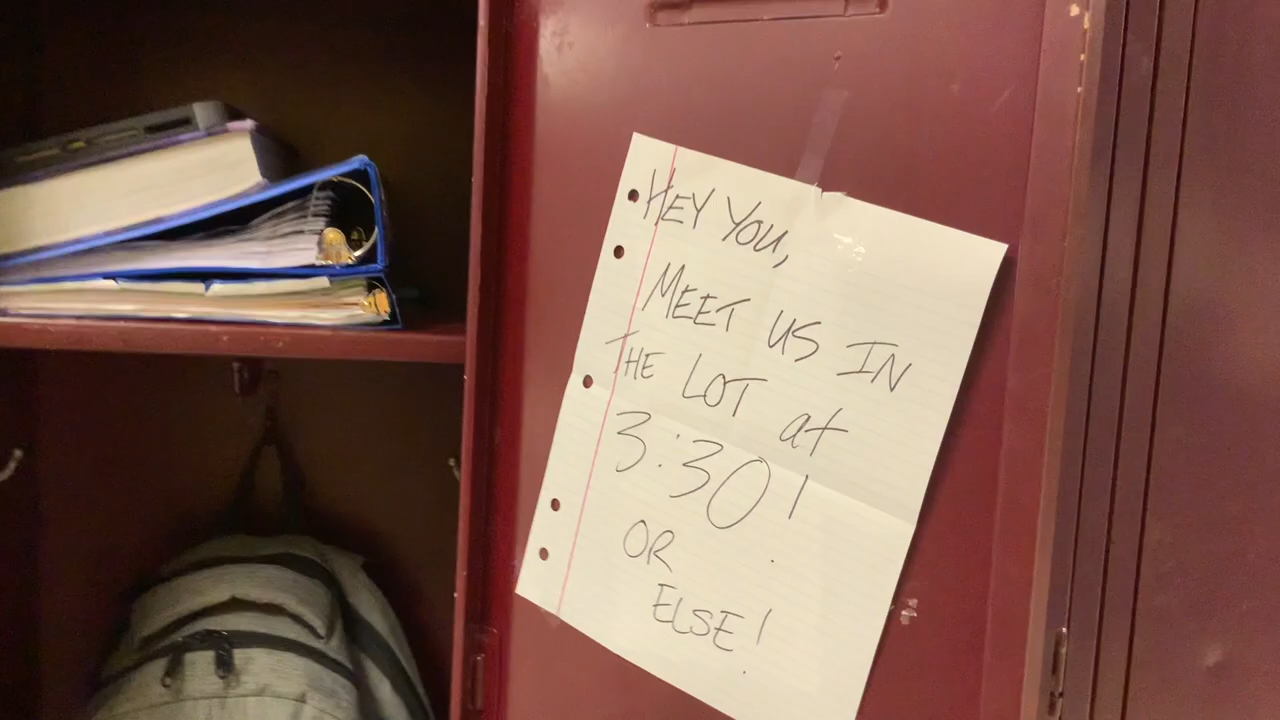 HEY YOU,
MEET US IN
THE LOT at
3:30!
OR
ELSE!